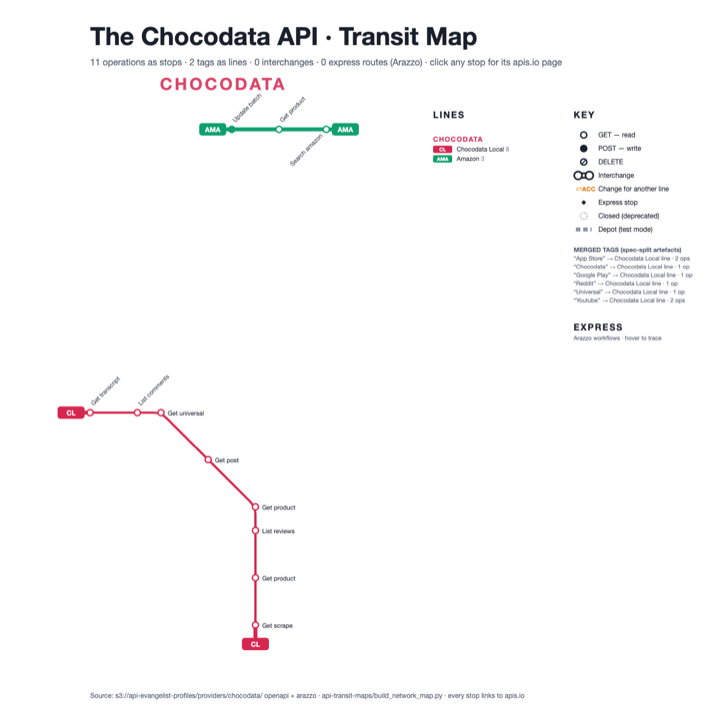 The Chocodata API · Transit Map
11 operations as stops · 2 tags as lines · 0 interchanges · 0 express routes (Arazzo) · click any stop for its apis.io page
CHOCODATA
Update batch
Get product
AMA
AMA
Search amazon
LINES
CHOCODATA
CL Chocodata Local 8
AMA Amazon 3
KEY
GET — read
POST — write
DELETE
Interchange
⇄ACC Change for another line
Express stop
Closed (deprecated)
Depot (test mode)
MERGED TAGS (spec-split artefacts)
"App Store" → Chocodata Local line · 2 ops
"Chocodata" → Chocodata Local line · 1 op
"Google Play" → Chocodata Local line · 1 op
"Reddit" → Chocodata Local line · 1 op
"Universal" → Chocodata Local line · 1 op
"Youtube" → Chocodata Local line · 2 ops
EXPRESS
Arazzo workflows · hover to trace
Get transcript
List comments
CL
Get universal
Get post
Get product
List reviews
Get product
Get scrape
CL
Source: s3://api-evangelist-profiles/providers/chocodata/ openapi + arazzo · api-transit-maps/build_network_map.py · every stop links to apis.io